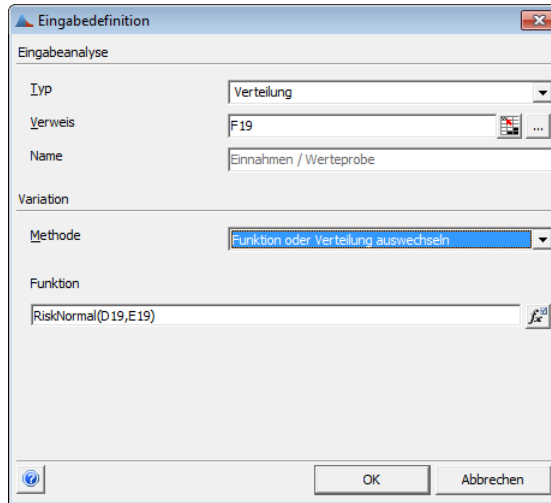 Eingabedefinition
Eingabeanalyse
Typ
Verteilung
Verweis
F19
...
Name
Einnahmen / Werteprobe
Variation
Methode
Funktion oder Verteilung auswechseln
Funktion
RiskNormal(D19,E19)
fx
?
OK
Abbrechen